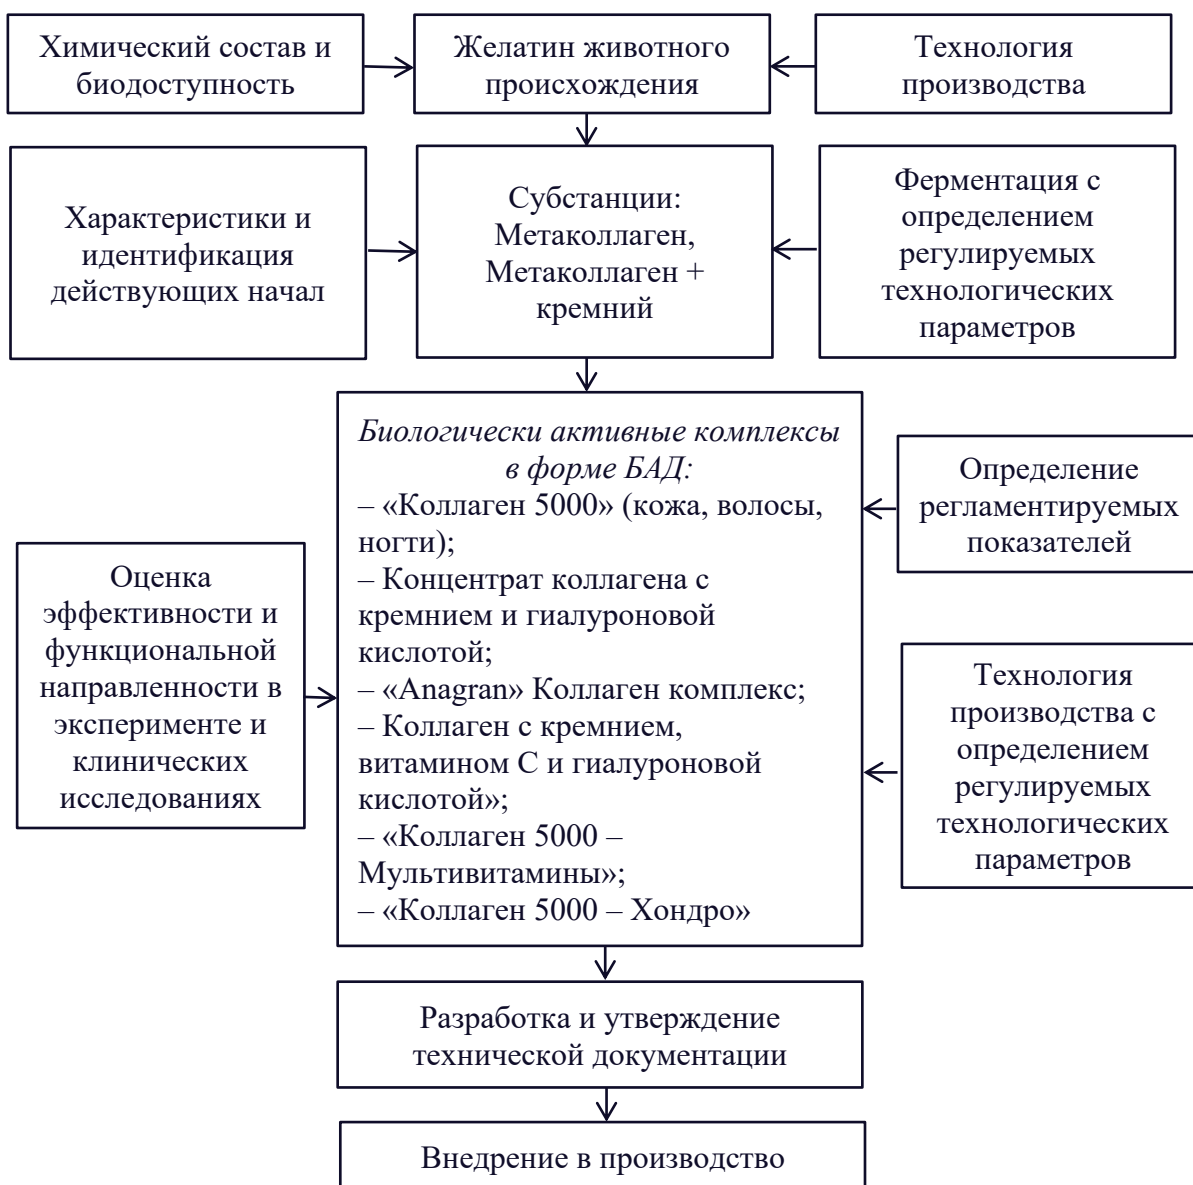 Химический состав и
биодоступность
Желатин животного
происхождения
Технология
производства
Характеристики и
идентификация
действующих начал
Субстанции:
Метаколлаген,
Метаколлаген +
кремний
Ферментация с
определением
регулируемых
технологических
параметров
Биологически активные комплексы
в форме БАД:
– «Коллаген 5000» (кожа, волосы,
ногти);
– Концентрат коллагена с
кремнием и гиалуроновой
кислотой;
– «Anagran» Коллаген комплекс;
– Коллаген с кремнием,
витамином С и гиалуроновой
кислотой»;
– «Коллаген 5000 –
Мультивитамины»;
– «Коллаген 5000 – Хондро»
Определение
регламентируемых
показателей
Оценка
эффективности и
функциональной
направленности в
эксперименте и
клинических
исследованиях
Технология
производства с
определением
регулируемых
технологических
параметров
Разработка и утверждение
технической документации
Внедрение в производство